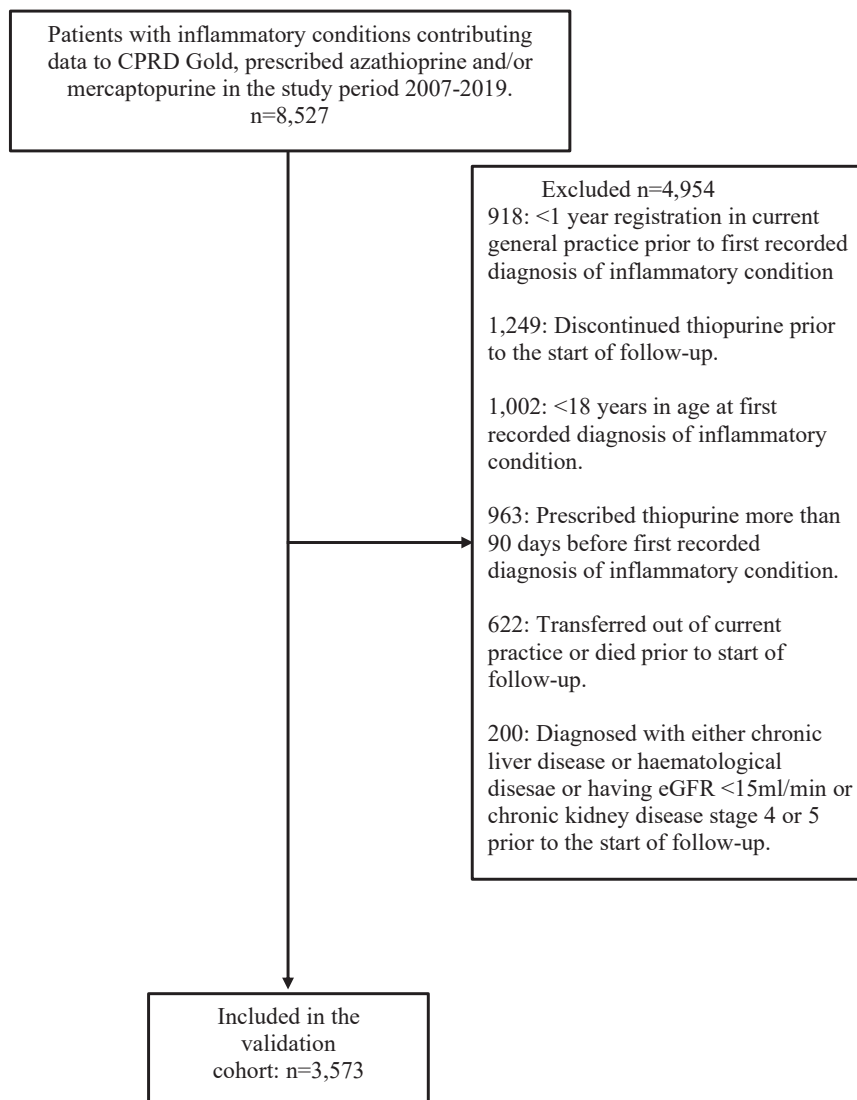 Patients with inflammatory conditions contributing
data to CPRD Gold, prescribed azathioprine and/or
mercaptopurine in the study period 2007-2019.
n=8,527
Excluded n=4,954
918: <1 year registration in current
general practice prior to first recorded
diagnosis of inflammatory condition
1,249: Discontinued thiopurine prior
to the start of follow-up.
1,002: <18 years in age at first
recorded diagnosis of inflammatory
condition.
963: Prescribed thiopurine more than
90 days before first recorded
diagnosis of inflammatory condition.
622: Transferred out of current
practice or died prior to start of
follow-up.
200: Diagnosed with either chronic
liver disease or haematological
disesae or having eGFR <15ml/min or
chronic kidney disease stage 4 or 5
prior to the start of follow-up.
Included in the
validation
cohort: n=3,573